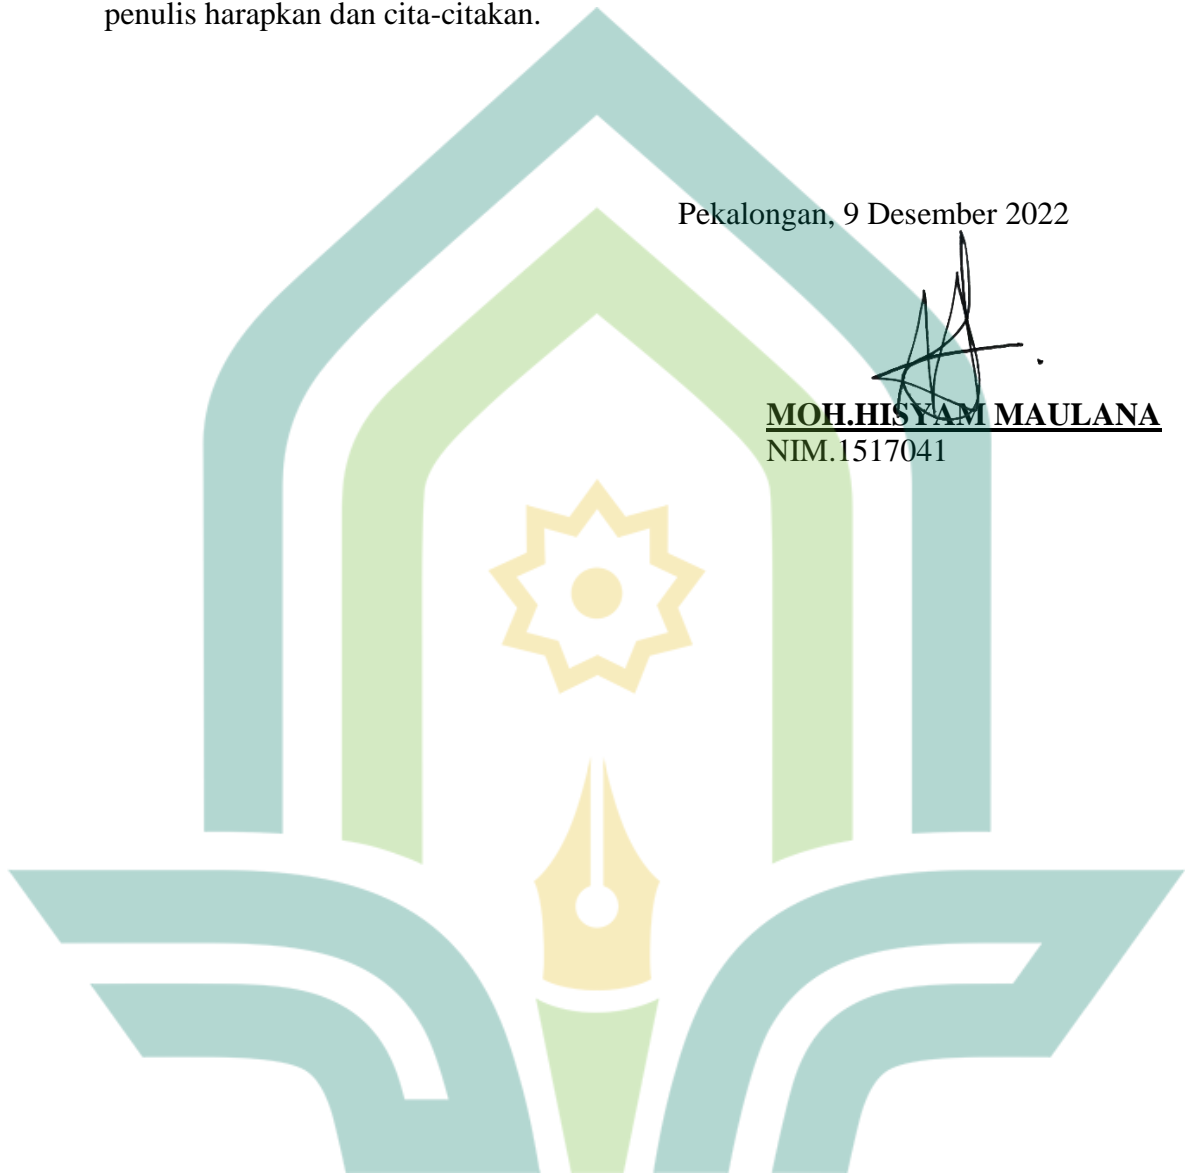 penulis harapkan dan cita-citakan.
Pekalongan, 9 Desember 2022
MOH.HISYAM MAULANA
NIM.1517041